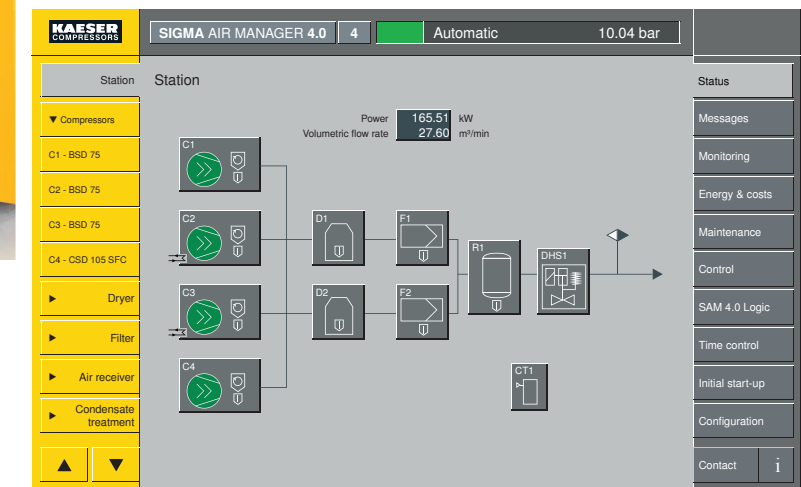 KAESER
COMPRESSORS
SIGMA AIR MANAGER 4.0
4
Automatic
10.04 bar
Station
▼ Compressors
C1 - BSD 75
C2 - BSD 75
C3 - BSD 75
C4 - CSD 105 SFC
Dryer
Filter
Air receiver
Condensate
treatment
Station
Power 165.51 kW
Volumetric flow rate 27.60 m³/min
C1
C2
D1
F1
R1
DHS1
C3
D2
F2
C4
CT1
Status
Messages
Monitoring
Energy & costs
Maintenance
Control
SAM 4.0 Logic
Time control
Initial start-up
Configuration
Contact
i